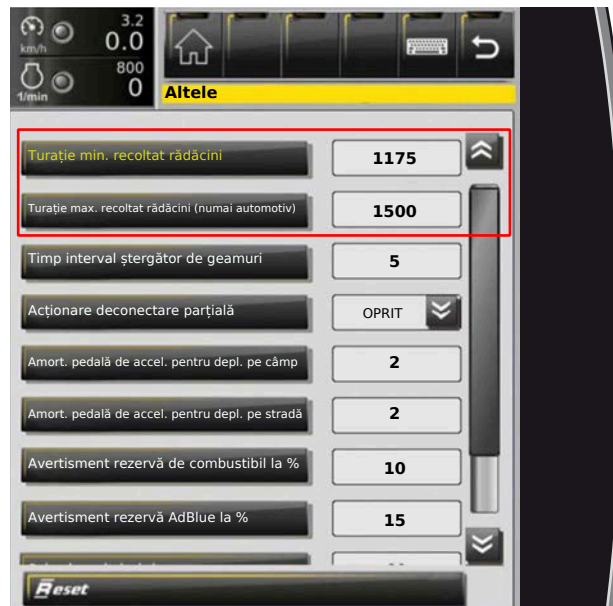 3.2
km/h 0.0
800
1/min 0
Altele
Turație min. recoltat rădăcini 1175
Turație max. recoltat rădăcini (numai automotiv) 1500
Timp interval ștergător de geamuri 5
Acționare deconectare parțială OPRIT
Amort. pedală de accel. pentru depl. pe câmp 2
Amort. pedală de accel. pentru depl. pe stradă 2
Avertisment rezervă de combustibil la % 10
Avertisment rezervă AdBlue la % 15
Reset